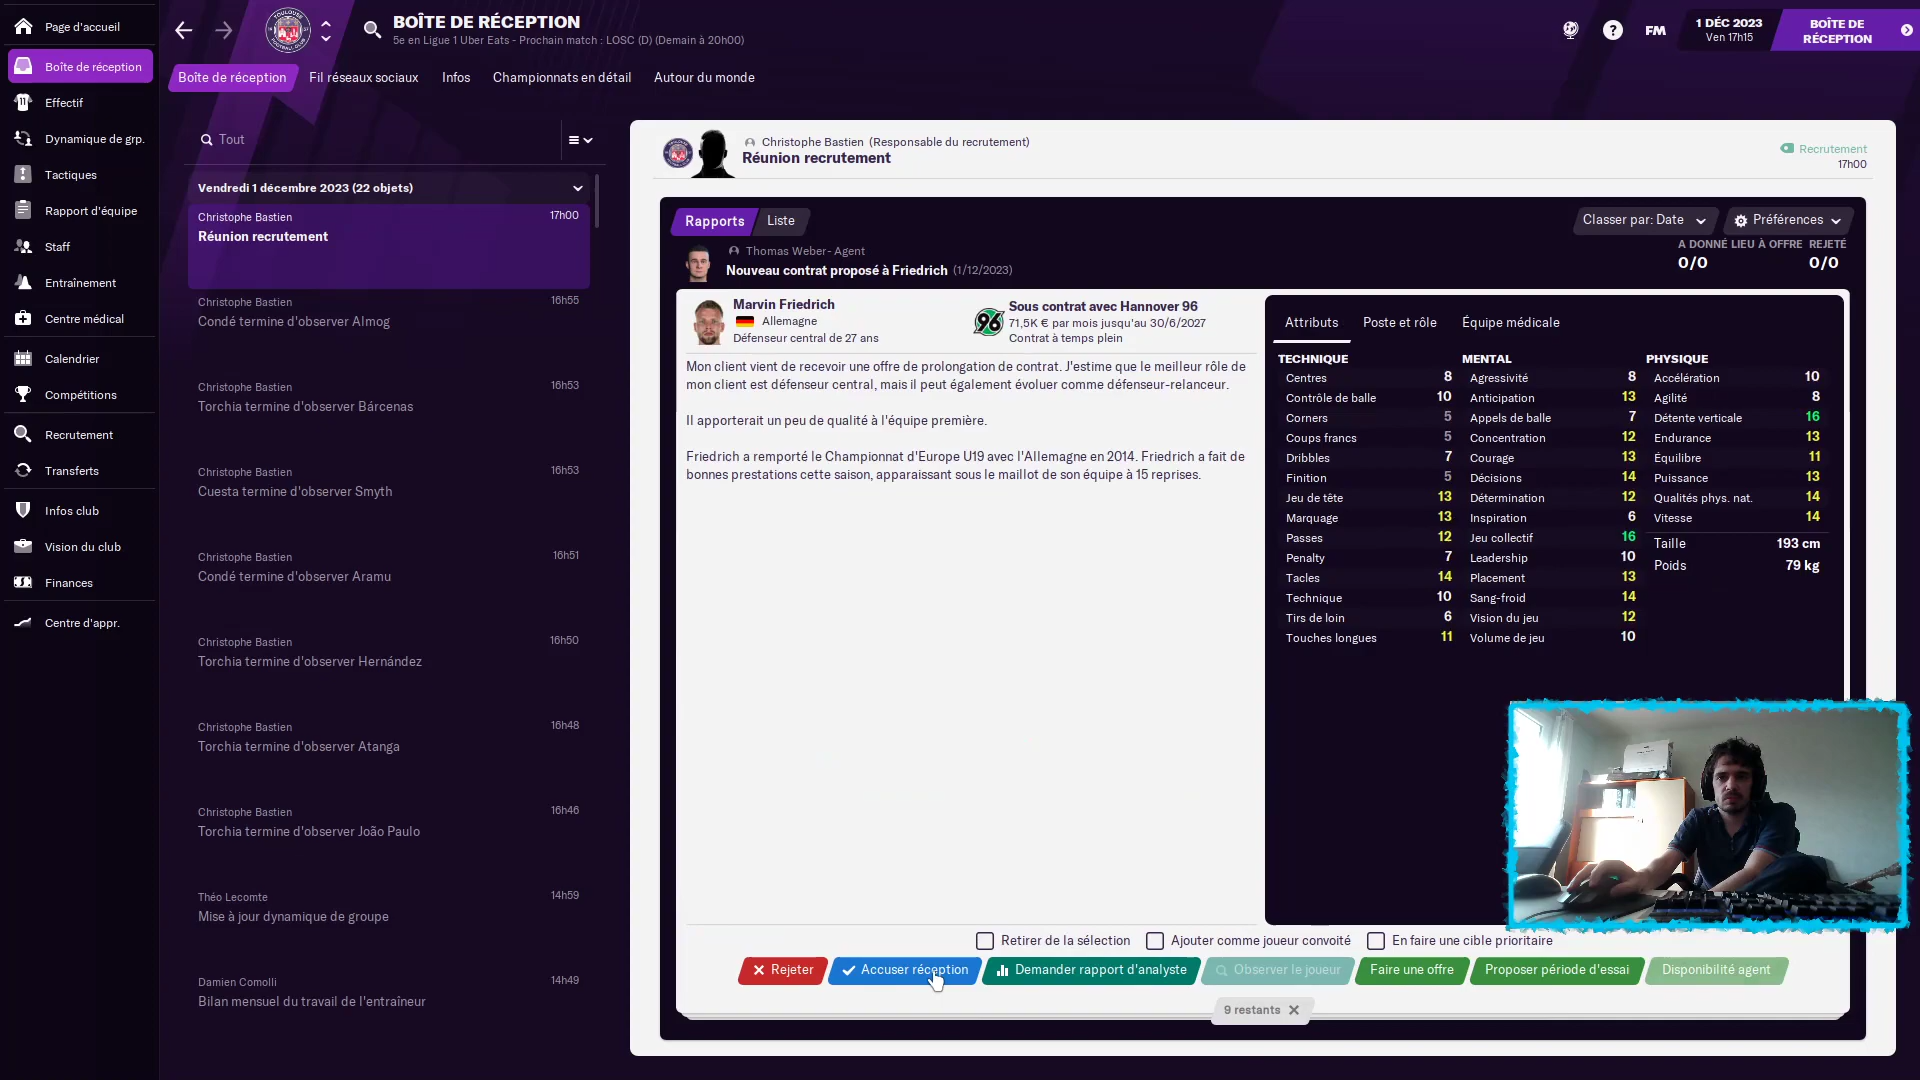 Page d'accueil
Boîte de réception
Effectif
Dynamique de grp.
Tactiques
Rapport d'équipe
Staff
Entraînement
Centre médical
Calendrier
Compétitions
Recrutement
Transferts
Infos club
Vision du club
Finances
Centre d'appr.
BOÎTE DE RÉCEPTION
5e en Ligue 1 Uber Eats - Prochain match : LOSC (D) (Demain à 20h00)
FM
1 DÉC 2023
Ven 17h15
BOÎTE DE
RÉCEPTION
Boîte de réception Fil réseaux sociaux Infos Championnats en détail Autour du monde
Tout
Vendredi 1 décembre 2023 (22 objets)
Christophe Bastien 17h00
Réunion recrutement
Christophe Bastien 16h55
Condé termine d'observer Almog
Christophe Bastien 16h53
Torchia termine d'observer Bárcenas
Christophe Bastien 16h53
Cuesta termine d'observer Smyth
Christophe Bastien 16h51
Condé termine d'observer Aramu
Christophe Bastien 16h50
Torchia termine d'observer Hernández
Christophe Bastien 16h48
Torchia termine d'observer Atanga
Christophe Bastien 16h46
Torchia termine d'observer João Paulo
Théo Lecomte 14h59
Mise à jour dynamique de groupe
Damien Comolli 14h49
Bilan mensuel du travail de l'entraîneur
Christophe Bastien (Responsable du recrutement)
Réunion recrutement
Recrutement
17h00
Rapports Liste
Classer par: Date Préférences
Thomas Weber- Agent
Nouveau contrat proposé à Friedrich (1/12/2023)
A DONNÉ LIEU À OFFRE REJETÉ
0/0 0/0
Marvin Friedrich
Allemagne
Défenseur central de 27 ans
96
Sous contrat avec Hannover 96
71,5K € par mois jusqu'au 30/6/2027
Contrat à temps plein
Mon client vient de recevoir une offre de prolongation de contrat. J'estime que le meilleur rôle de
mon client est défenseur central, mais il peut également évoluer comme défenseur-relanceur.
Il apporterait un peu de qualité à l'équipe première.
Friedrich a remporté le Championnat d'Europe U19 avec l'Allemagne en 2014. Friedrich a fait de
bonnes prestations cette saison, apparaissant sous le maillot de son équipe à 15 reprises.
Attributs Poste et rôle Équipe médicale
TECHNIQUE MENTAL PHYSIQUE
Centres 8 Agressivité 8 Accélération 10
Contrôle de balle 10 Anticipation 13 Agilité 8
Corners 5 Appels de balle 7 Détente verticale 16
Coups francs 5 Concentration 12 Endurance 13
Dribbles 7 Courage 13 Équilibre 11
Finition 5 Décisions 14 Puissance 13
Jeu de tête 13 Détermination 12 Qualités phys. nat. 14
Marquage 13 Inspiration 6 Vitesse 14
Passes 12 Jeu collectif 16 Taille 193 cm
Penalty 7 Leadership 10 Poids 79 kg
Tacles 14 Placement 13
Technique 10 Sang-froid 14
Tirs de loin 6 Vision du jeu 12
Touches longues 11 Volume de jeu 10
Retirer de la sélection Ajouter comme joueur convoité En faire une cible prioritaire
Rejeter Accuser réception Demander rapport d'analyste Observer le joueur Faire une offre Proposer période d'essai Disponibilité agent
9 restants